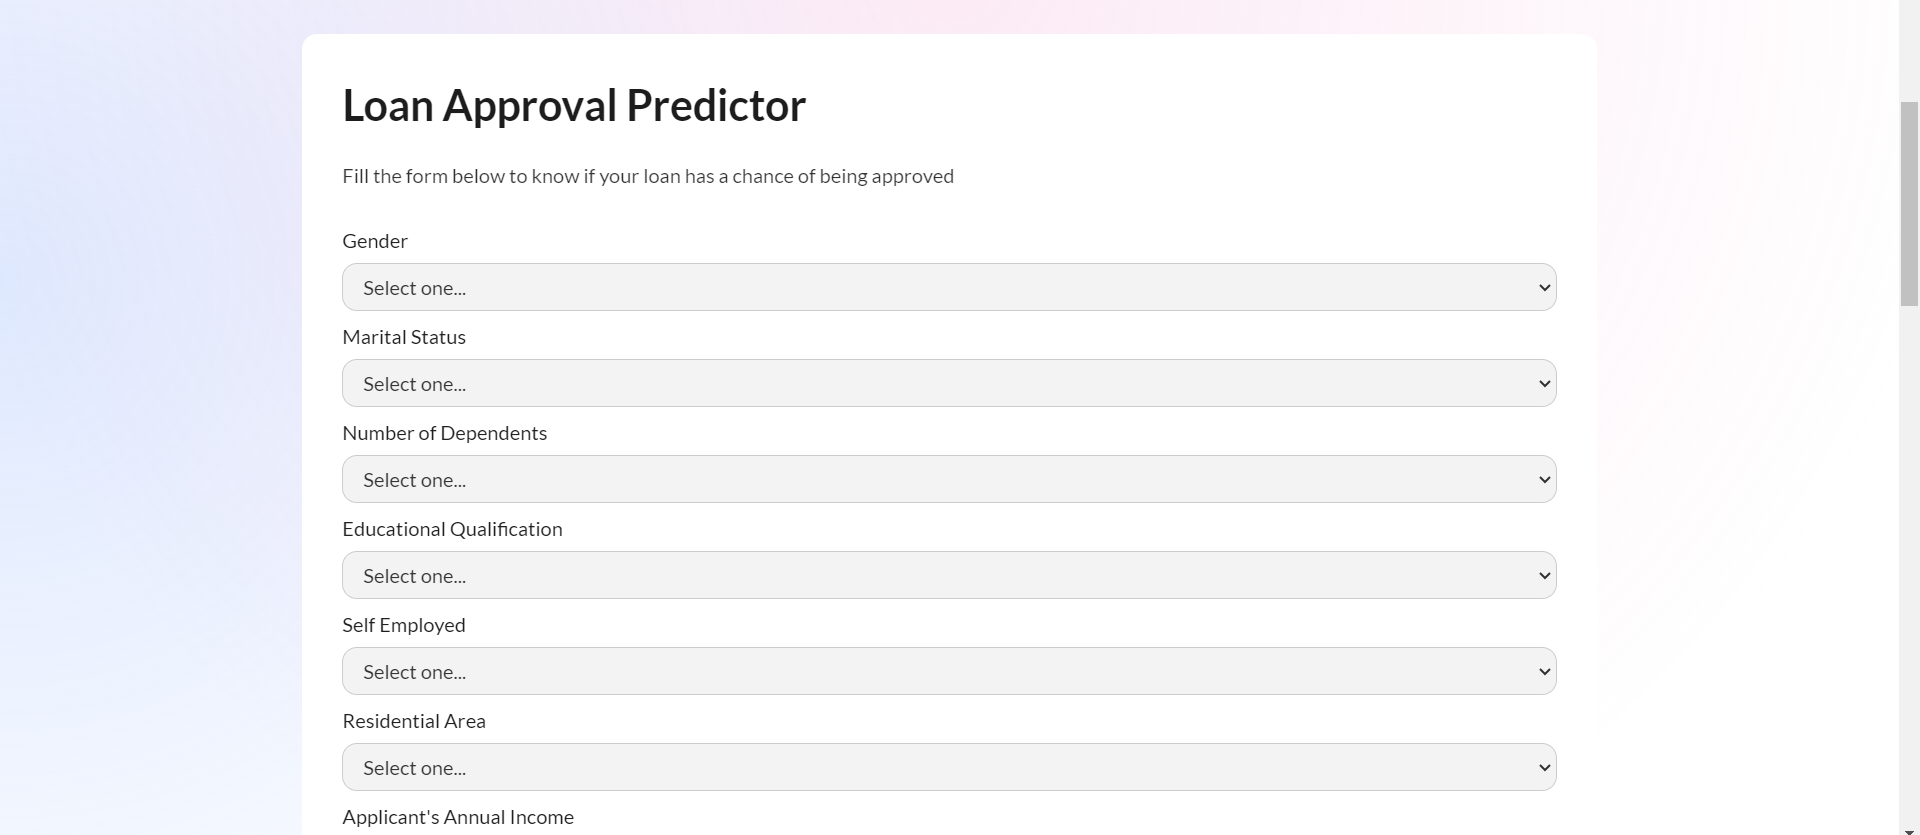 Loan Approval Predictor
Fill the form below to know if your loan has a chance of being approved
Gender
Select one...
Marital Status
Select one...
Number of Dependents
Select one...
Educational Qualification
Select one...
Self Employed
Select one...
Residential Area
Select one...
Applicant's Annual Income